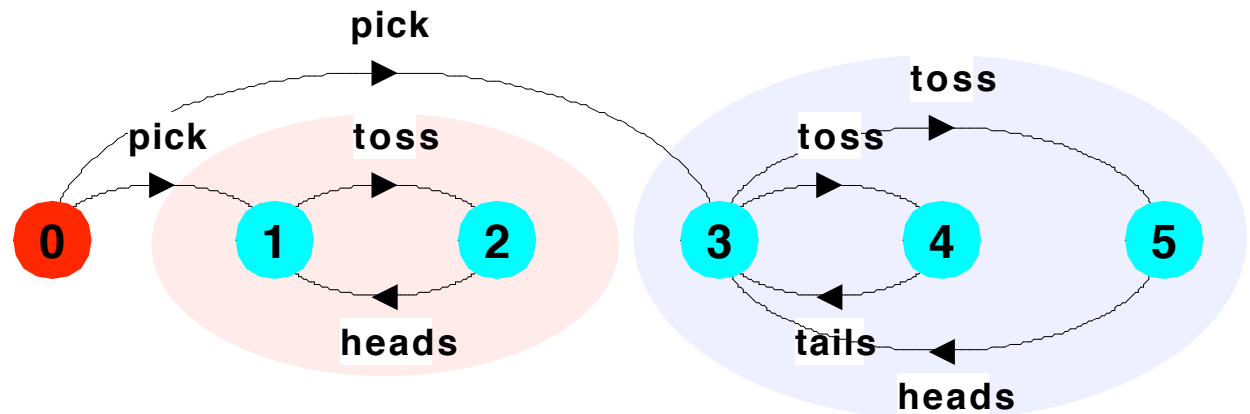 pick
toss
pick toss toss
0 1 2 3 4 5
heads tails
heads